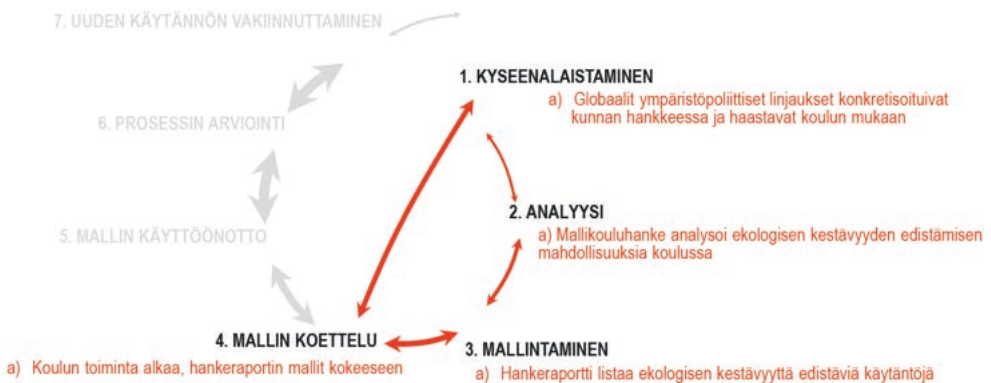 7. UUDEN KÄYTÄNNÖN VAKIINNUTTAMINEN
1. KYSEENALAISTAMINEN
a) Globaalit ympäristöpoliittiset linjaukset konkretisoituivat
kunnan hankkeessa ja haastavat koulun mukaan
6. PROSESSIN ARVIOINTI
2. ANALYYSI
a) Mallikouluhanke analysoi ekologisen kestävyyden edistämisen
mahdollisuuksia koulussa
5. MALLIN KÄYTTÖÖNOTTO
4. MALLIN KOETTELU
a) Koulun toiminta alkaa, hankeraportin mallit kokeeseen
3. MALLINTAMINEN
a) Hankeraportti listaa ekologisen kestävyyttä edistäviä käytäntöjä